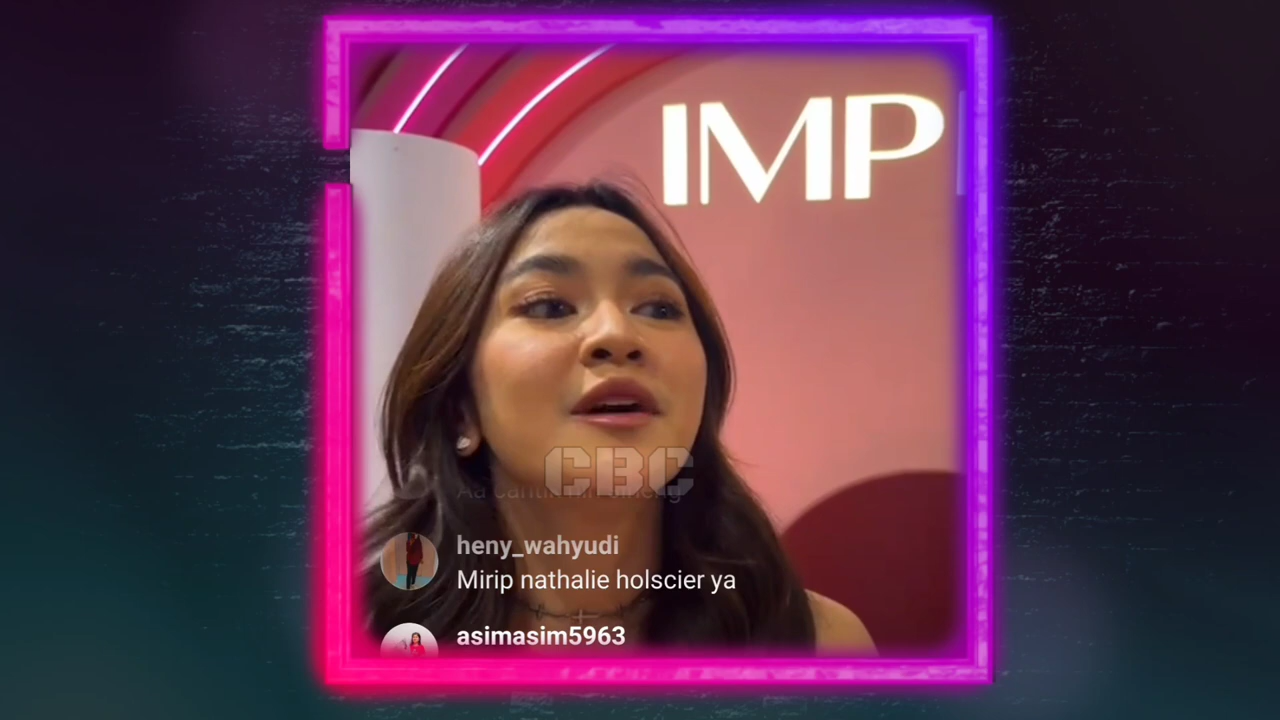 IMP
CBC
heny_wahyudi
Mirip nathalie holscier ya
asimasim5963